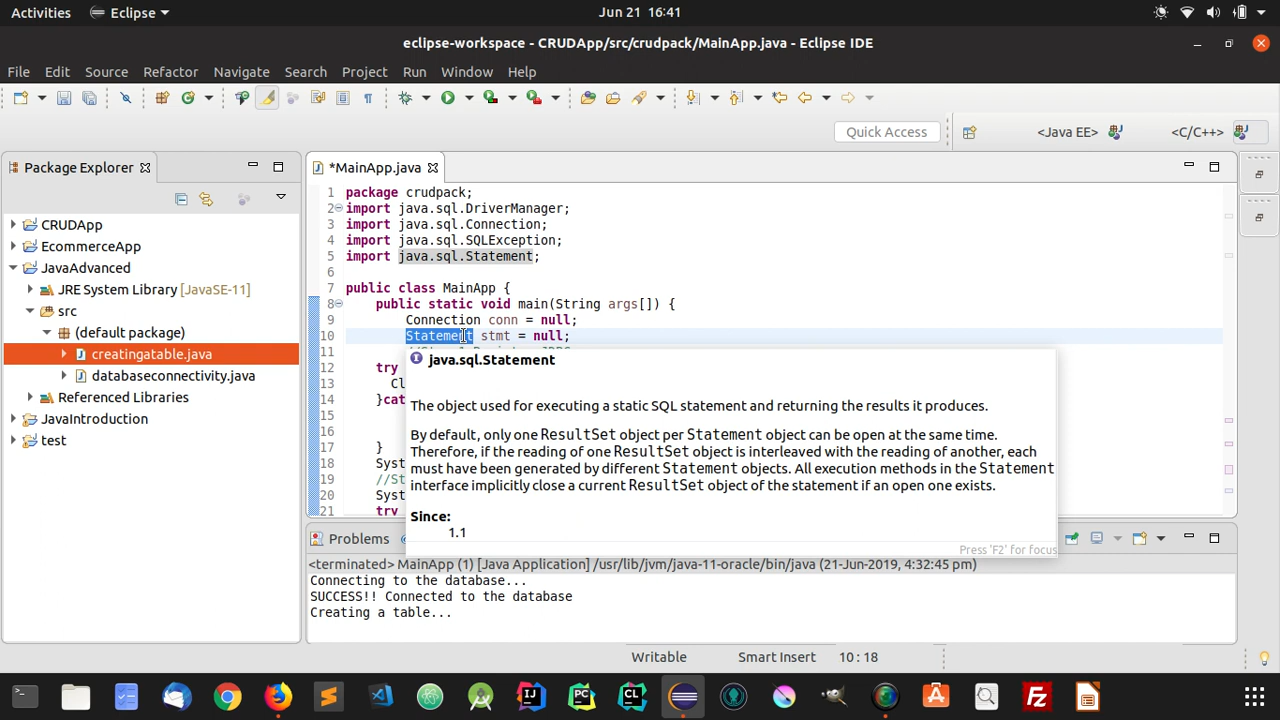 Activities
Eclipse
Jun 21 16:41
eclipse-workspace - CRUDApp/src/crudpack/MainApp.java - Eclipse IDE
File Edit Source Refactor Navigate Search Project Run Window Help
Quick Access
<Java EE>
<C/C++>
Package Explorer
CRUDApp
EcommerceApp
JavaAdvanced
JRE System Library [JavaSE-11]
src
(default package)
creatingatable.java
databaseconnectivity.java
Referenced Libraries
JavaIntroduction
test
*MainApp.java
1 package crudpack;
2 import java.sql.DriverManager;
3 import java.sql.Connection;
4 import java.sql.SQLException;
5 import java.sql.Statement;
6
7 public class MainApp {
8 public static void main(String args[]) {
9 Connection conn = null;
10 Statement stmt = null;
11
12 try
13 Cl
14 }cat
15
16
17 }
18 Syst
19 //St
20 Syst
21 try
java.sql.Statement
The object used for executing a static SQL statement and returning the results it produces.
By default, only one ResultSet object per Statement object can be open at the same time.
Therefore, if the reading of one ResultSet object is interleaved with the reading of another, each
must have been generated by different Statement objects. All execution methods in the Statement
interface implicitly close a current ResultSet object of the statement if an open one exists.
Since:
1.1
Press 'F2' for focus
Problems
<terminated> MainApp (1) [Java Application] /usr/lib/jvm/java-11-oracle/bin/java (21-Jun-2019, 4:32:45 pm)
Connecting to the database...
SUCCESS!! Connected to the database
Creating a table...
Writable
Smart Insert
10 : 18